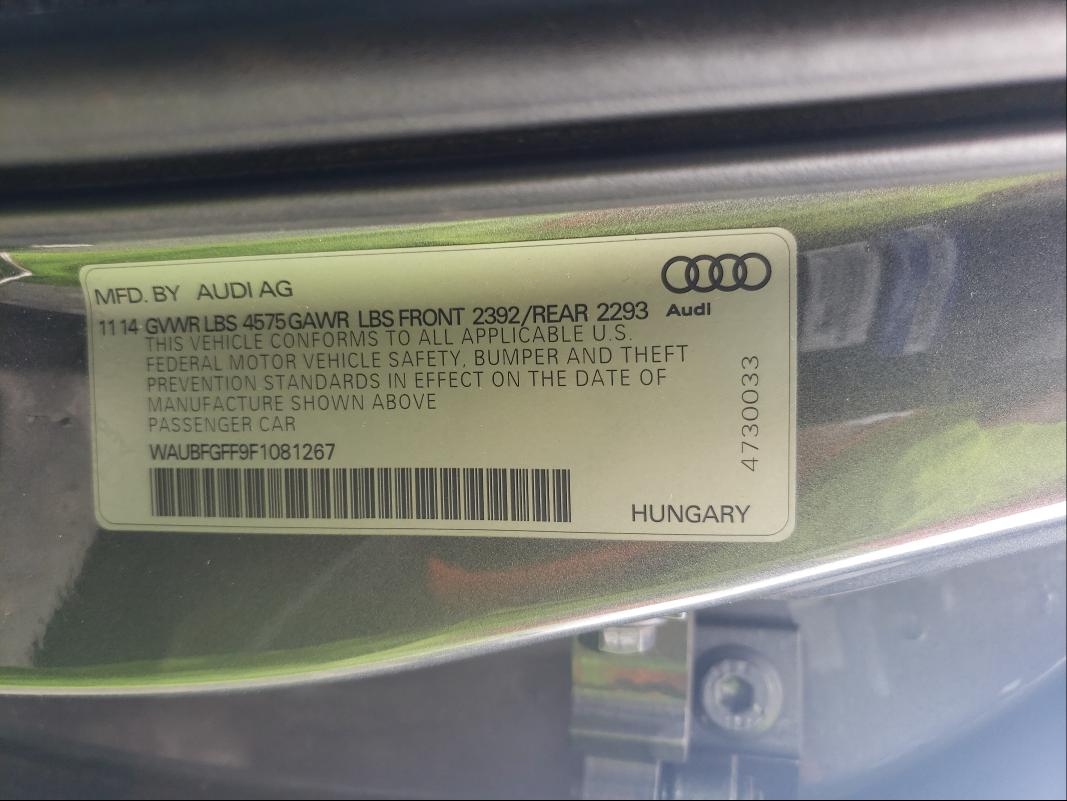 MFD. BY AUDI AG
11 14 GVWR LBS 4575 GAWR LBS FRONT 2392/REAR 2293
Audi
THIS VEHICLE CONFORMS TO ALL APPLICABLE U.S.
FEDERAL MOTOR VEHICLE SAFETY, BUMPER AND THEFT
PREVENTION STANDARDS IN EFFECT ON THE DATE OF
MANUFACTURE SHOWN ABOVE
PASSENGER CAR
WAUBFGFF9F1081267
4730033
HUNGARY